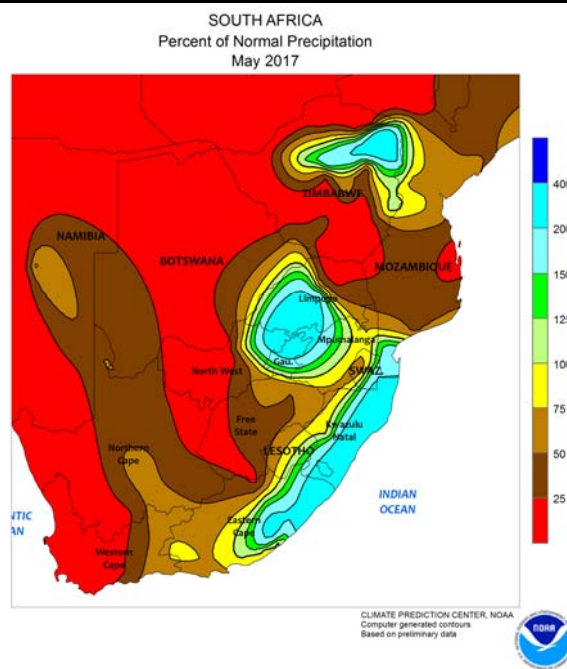 SOUTH AFRICA
Percent of Normal Precipitation
May 2017
ZIMBABWE
NAMIBIA
BOTSWANA
MOZAMBIQUE
Limpopo
Mpumalanga
Gau.
North West
SWAZ.
Free
State
Kwazulu
Natal
LESOTHO
Northern
Cape
Eastern
Cape
Western
Cape
NTIC
AN
INDIAN
OCEAN
400
200
150
125
100
75
50
25
CLIMATE PREDICTION CENTER, NOAA
Computer generated contours
Based on preliminary data
NOAA